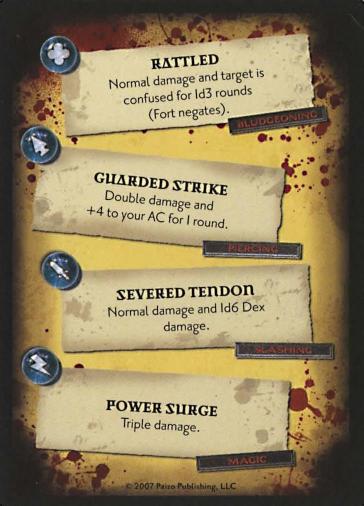 RATTLED
Normal damage and target is
confused for 1d3 rounds
(Fort negates).
BLUDGEONING
GUARDED STRIKE
Double damage and
+4 to your AC for 1 round.
PIERCING
SEVERED TENDON
Normal damage and 1d6 Dex
damage.
SLASHING
POWER SURGE
Triple damage.
MAGIC
© 2007 Paizo Publishing, LLC